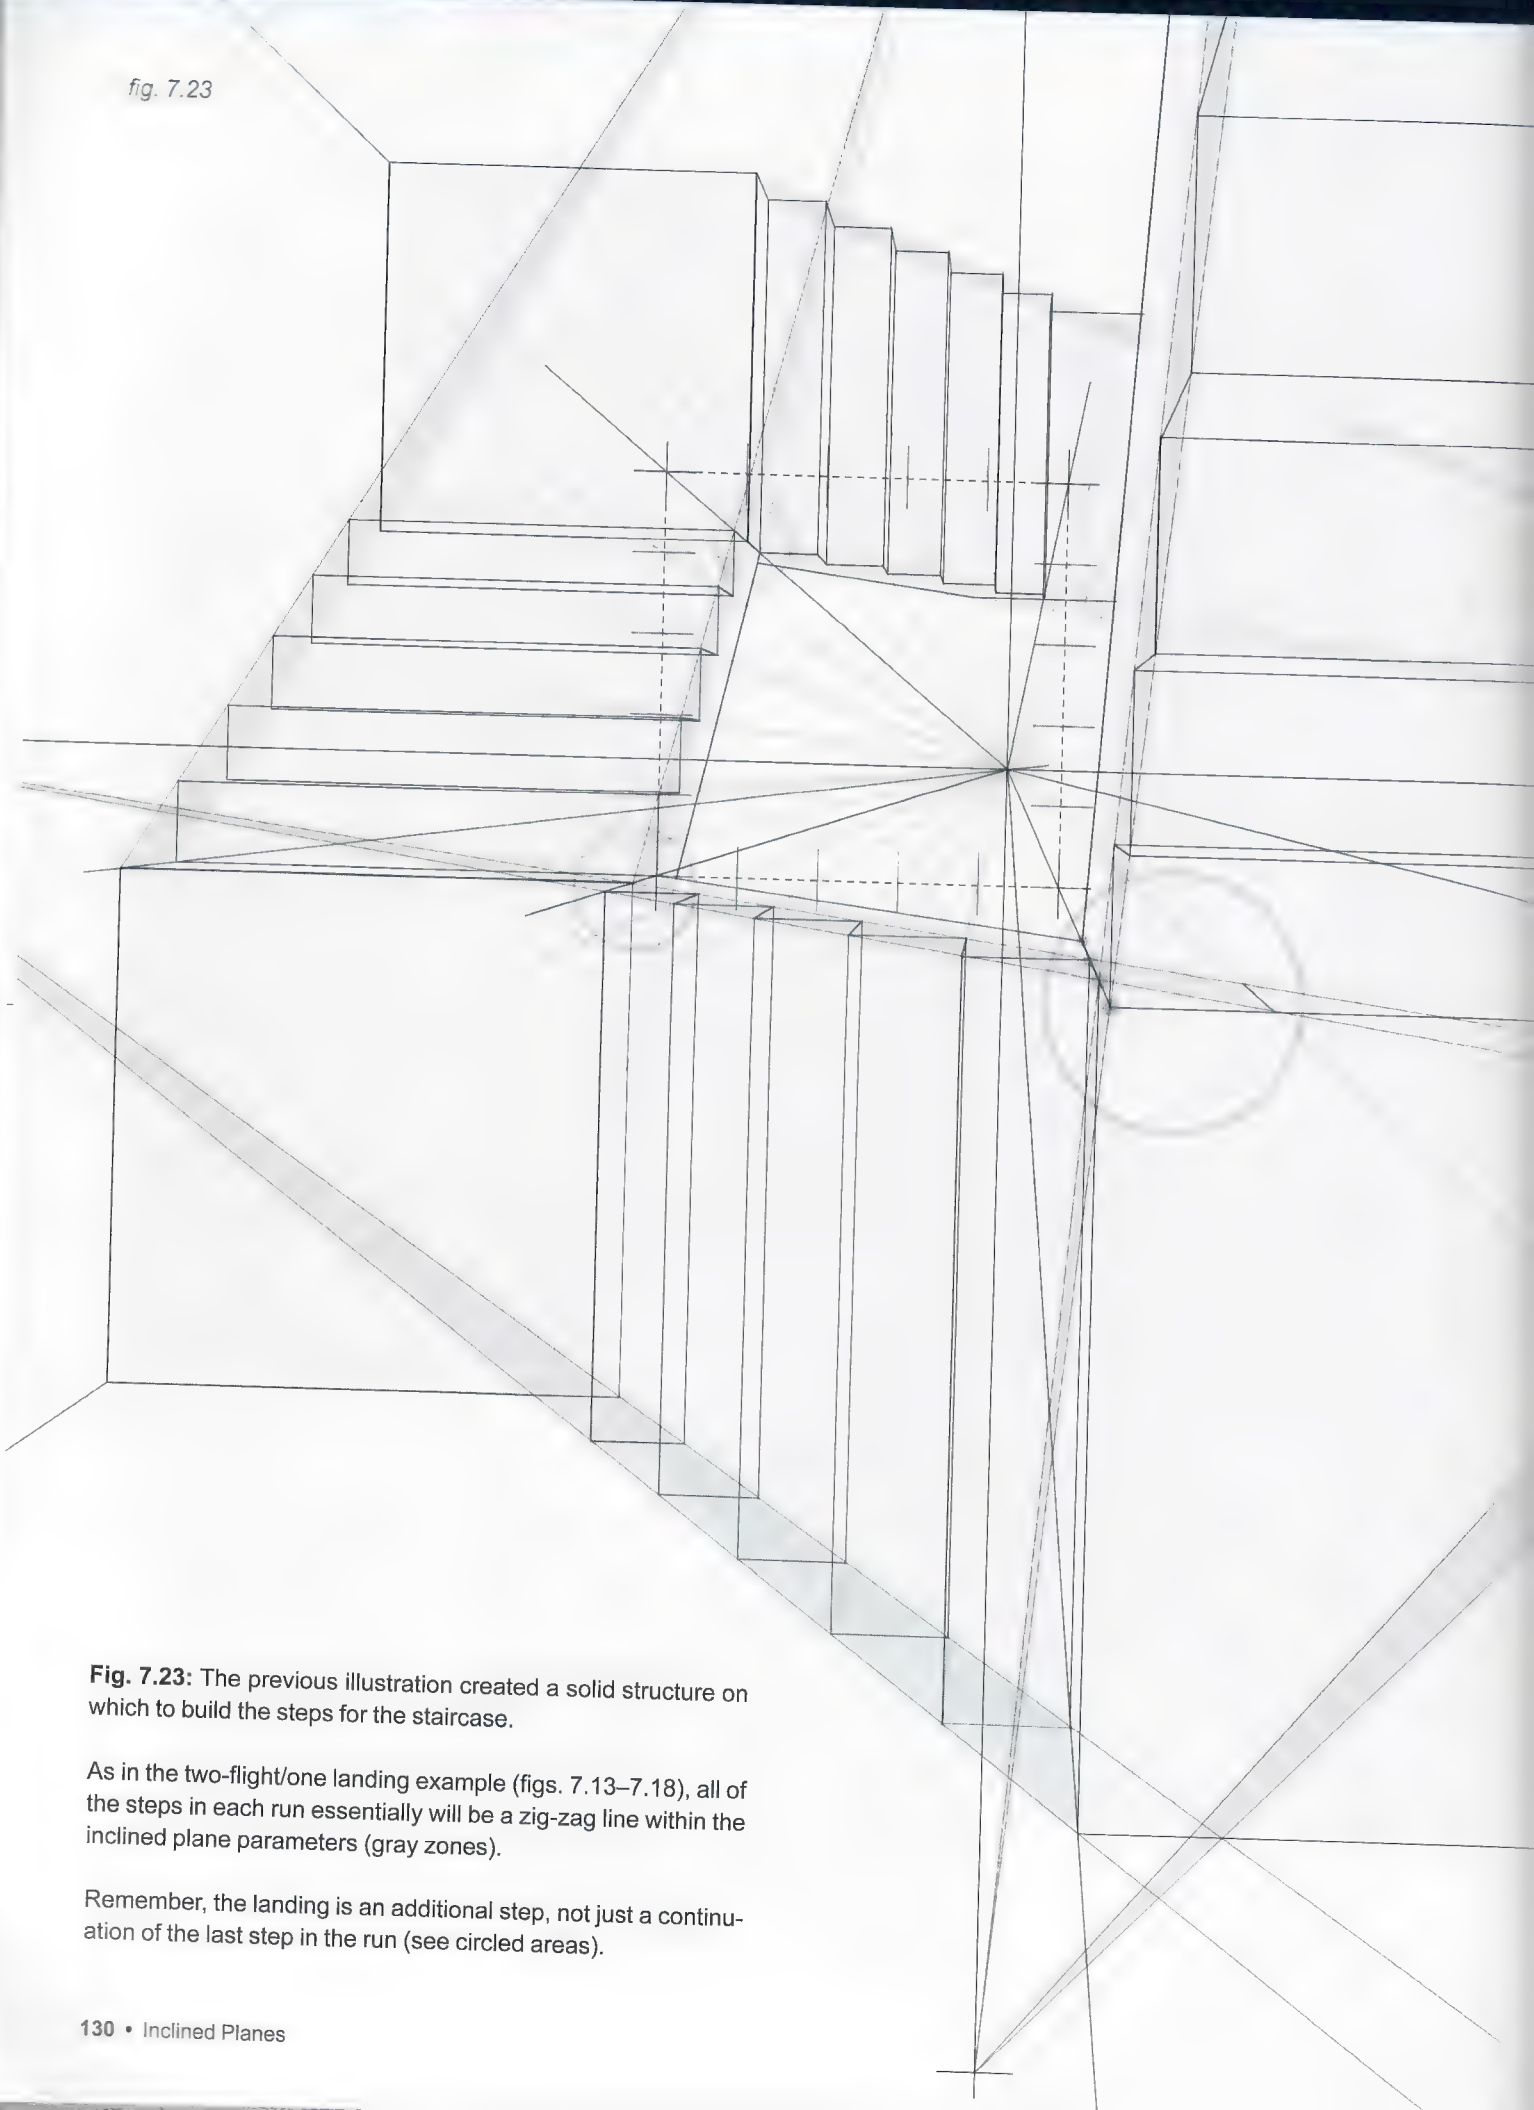 fig. 7.23
Fig. 7.23: The previous illustration created a solid structure on
which to build the steps for the staircase.
As in the two-flight/one landing example (figs. 7.13–7.18), all of
the steps in each run essentially will be a zig-zag line within the
inclined plane parameters (gray zones).
Remember, the landing is an additional step, not just a continu-
ation of the last step in the run (see circled areas).
130 • Inclined Planes